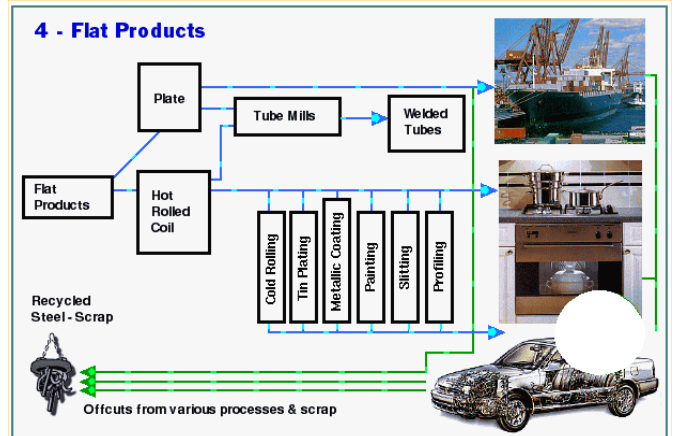 4 - Flat Products
Plate
Tube Mills
Welded
Tubes
Flat
Products
Hot
Rolled
Coil
Cold Rolling
Tin Plating
Metallic Coating
Painting
Slitting
Profiling
Recycled
Steel - Scrap
Offcuts from various processes & scrap